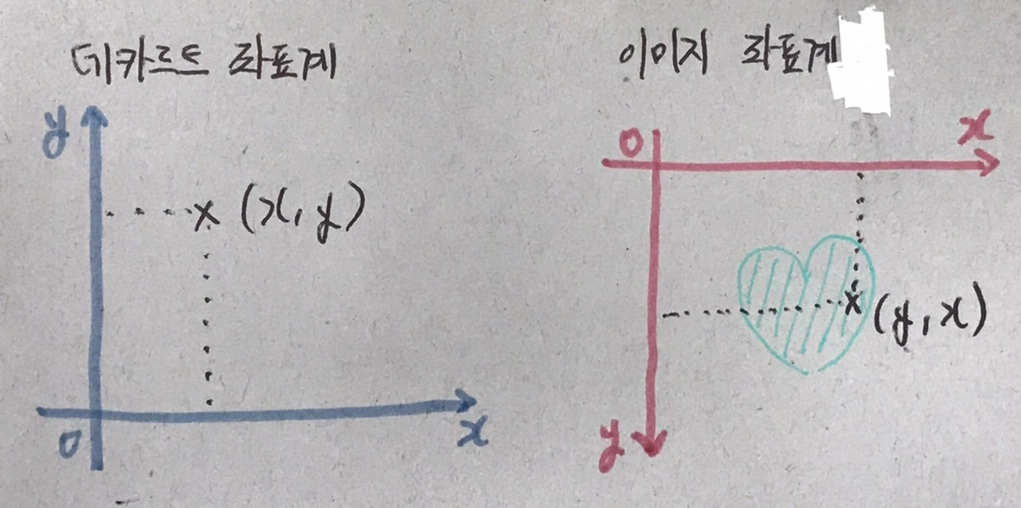 데카르트 좌표계
y
x (x, y)
0
x
이미지 좌표계
0
x
x (y, x)
y